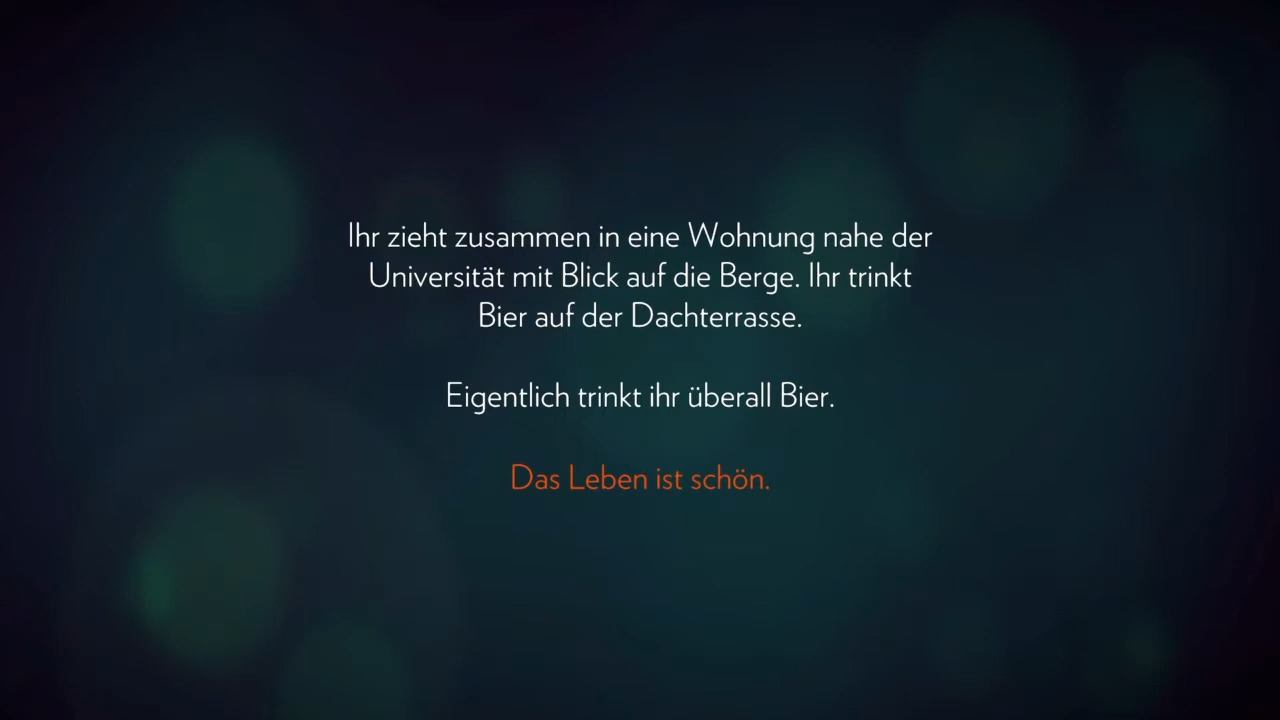 Ihr zieht zusammen in eine Wohnung nahe der
Universität mit Blick auf die Berge. Ihr trinkt
Bier auf der Dachterrasse.
Eigentlich trinkt ihr überall Bier.
Das Leben ist schön.